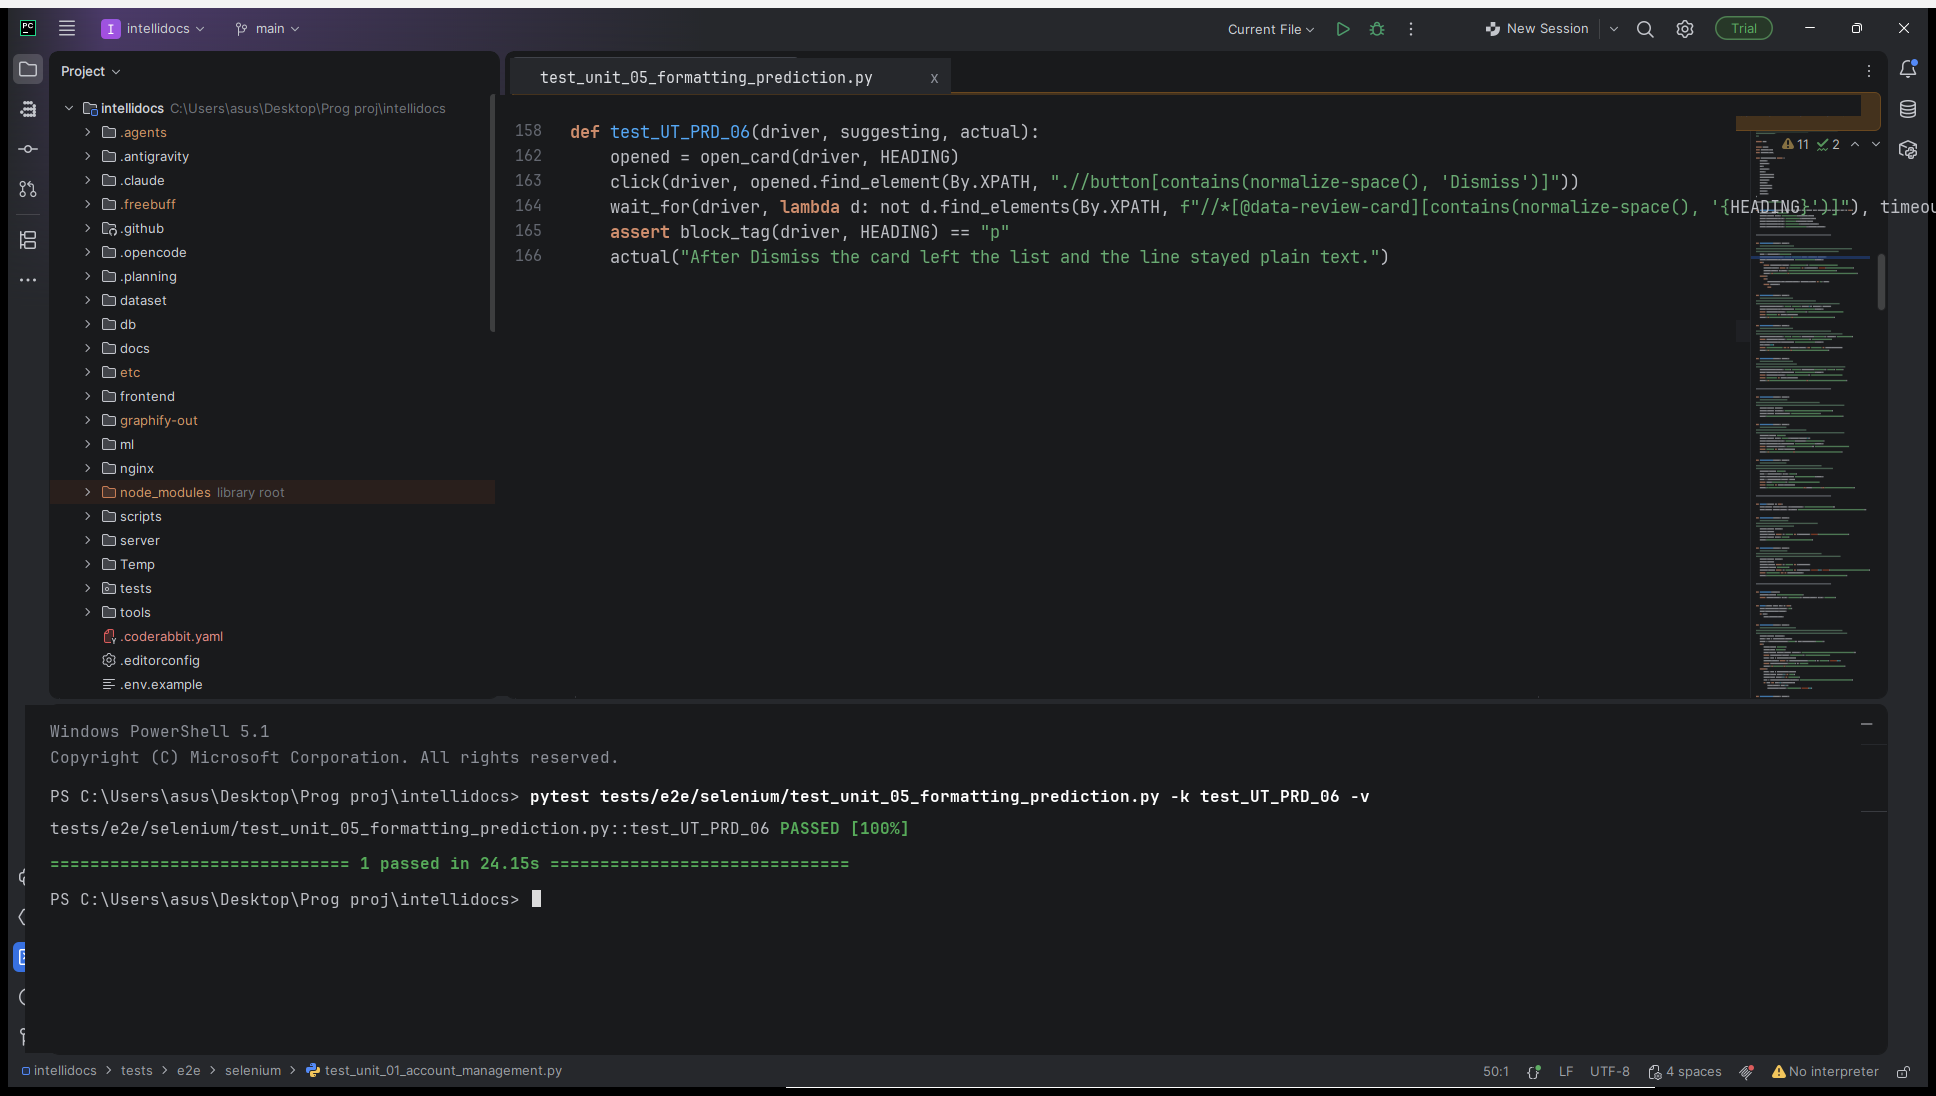 PC
I intellidocs
main
Current File
New Session
Trial
Project
intellidocs C:\Users\asus\Desktop\Prog proj\intellidocs
.agents
.antigravity
.claude
.freebuff
.github
.opencode
.planning
dataset
db
docs
etc
frontend
graphify-out
ml
nginx
node_modules library root
scripts
server
Temp
tests
tools
.coderabbit.yaml
.editorconfig
.env.example
test_unit_05_formatting_prediction.py x
11 2
158 def test_UT_PRD_06(driver, suggesting, actual):
162 opened = open_card(driver, HEADING)
163 click(driver, opened.find_element(By.XPATH, ".//button[contains(normalize-space(), 'Dismiss')]"))
164 wait_for(driver, lambda d: not d.find_elements(By.XPATH, f"//*[@data-review-card][contains(normalize-space(), '{HEADING}')]"), timeou
165 assert block_tag(driver, HEADING) == "p"
166 actual("After Dismiss the card left the list and the line stayed plain text.")
Windows PowerShell 5.1
Copyright (C) Microsoft Corporation. All rights reserved.
PS C:\Users\asus\Desktop\Prog proj\intellidocs> pytest tests/e2e/selenium/test_unit_05_formatting_prediction.py -k test_UT_PRD_06 -v
tests/e2e/selenium/test_unit_05_formatting_prediction.py::test_UT_PRD_06 PASSED [100%]
============================== 1 passed in 24.15s ==============================
PS C:\Users\asus\Desktop\Prog proj\intellidocs>
intellidocs > tests > e2e > selenium > test_unit_01_account_management.py
50:1 LF UTF-8 4 spaces No interpreter